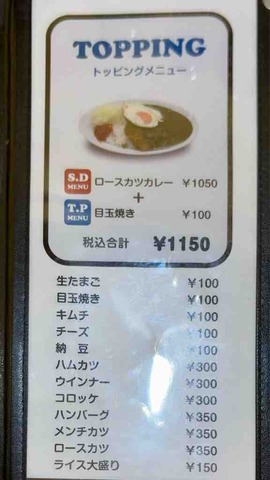 TOPPING
トッピングメニュー
S.D MENU ロースカツカレー ¥1050
+
T.P MENU 目玉焼き ¥100
税込合計 ¥1150
生たまご ¥100
目玉焼き ¥100
キムチ ¥100
チーズ ¥100
納 豆 ¥100
ハムカツ ¥300
ウインナー ¥300
コロッケ ¥300
ハンバーグ ¥350
メンチカツ ¥350
ロースカツ ¥350
ライス大盛り ¥150